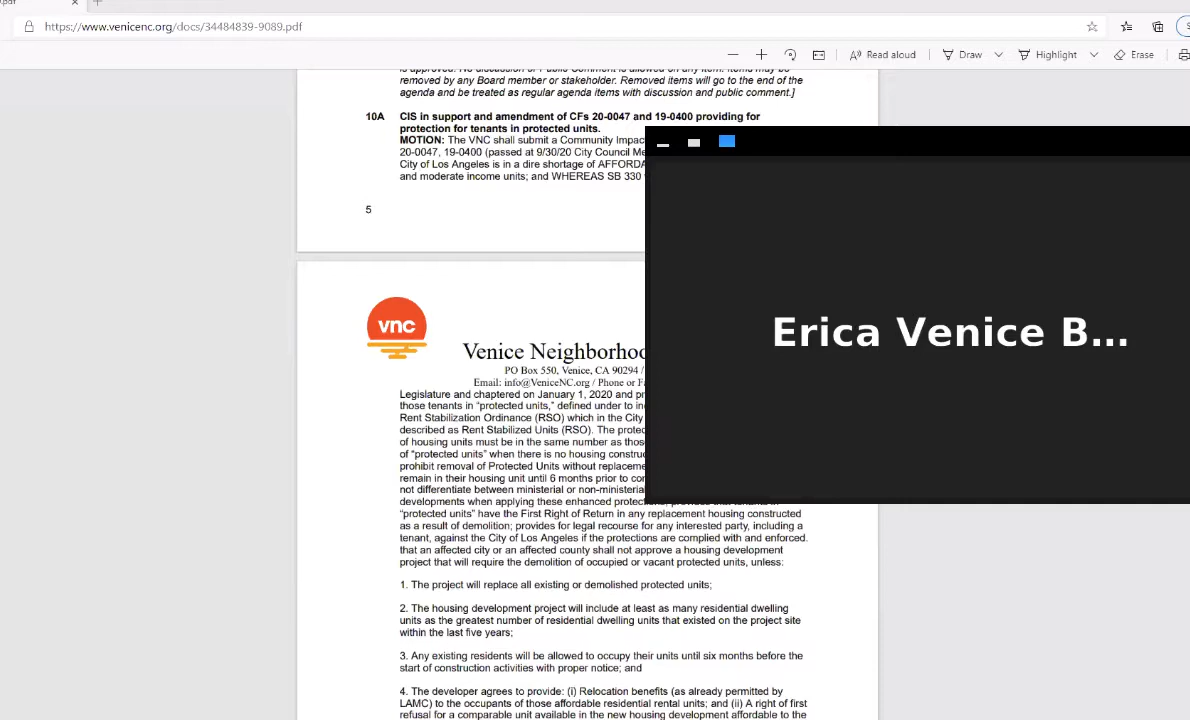 .pdf
https://www.venicenc.org/docs/34484839-9089.pdf
Read aloud Draw Highlight Erase
is approved. No discussion or Public Comment is allowed on any item. Items may be
removed by any Board member or stakeholder. Removed items will go to the end of the
agenda and be treated as regular agenda items with discussion and public comment.]
10A CIS in support and amendment of CFs 20-0047 and 19-0400 providing for
protection for tenants in protected units.
MOTION: The VNC shall submit a Community Impac
20-0047, 19-0400 (passed at 9/30/20 City Council Me
City of Los Angeles is in a dire shortage of AFFORDA
and moderate income units; and WHEREAS SB 330
5
Erica Venice B...
vnc
Venice Neighborhoo
PO Box 550, Venice, CA 90294 /
Email: info@VeniceNC.org / Phone or Fa
Legislature and chaptered on January 1, 2020 and pr
those tenants in “protected units,” defined under to in
Rent Stabilization Ordinance (RSO) which in the City
described as Rent Stabilized Units (RSO). The protec
of housing units must be in the same number as thos
of “protected units” when there is no housing construc
prohibit removal of Protected Units without replaceme
remain in their housing unit until 6 months prior to con
not differentiate between ministerial or non-ministerial
developments when applying these enhanced protect
“protected units” have the First Right of Return in any replacement housing constructed
as a result of demolition; provides for legal recourse for any interested party, including a
tenant, against the City of Los Angeles if the protections are complied with and enforced.
that an affected city or an affected county shall not approve a housing development
project that will require the demolition of occupied or vacant protected units, unless:
1. The project will replace all existing or demolished protected units;
2. The housing development project will include at least as many residential dwelling
units as the greatest number of residential dwelling units that existed on the project site
within the last five years;
3. Any existing residents will be allowed to occupy their units until six months before the
start of construction activities with proper notice; and
4. The developer agrees to provide: (i) Relocation benefits (as already permitted by
LAMC) to the occupants of those affordable residential rental units; and (ii) A right of first
refusal for a comparable unit available in the new housing development affordable to the